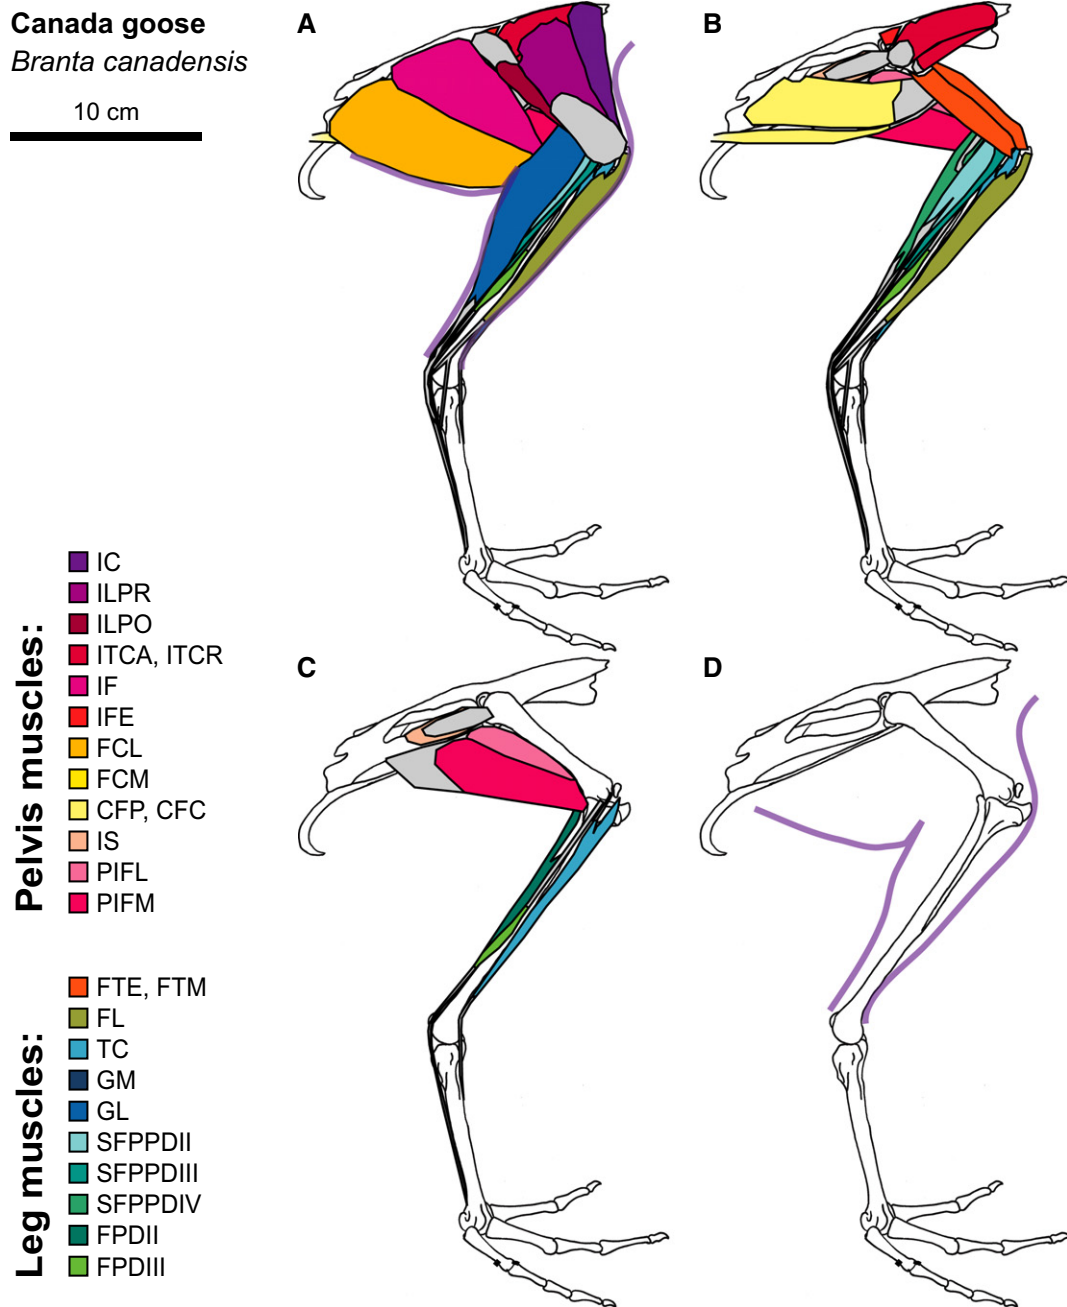 Canada goose
Branta canadensis
10 cm
A
B
C
D
Pelvis muscles:
IC
ILPR
ILPO
ITCA, ITCR
IF
IFE
FCL
FCM
CFP, CFC
IS
PIFL
PIFM
Leg muscles:
FTE, FTM
FL
TC
GM
GL
SFPPDII
SFPPDIII
SFPPDIV
FPDII
FPDIII